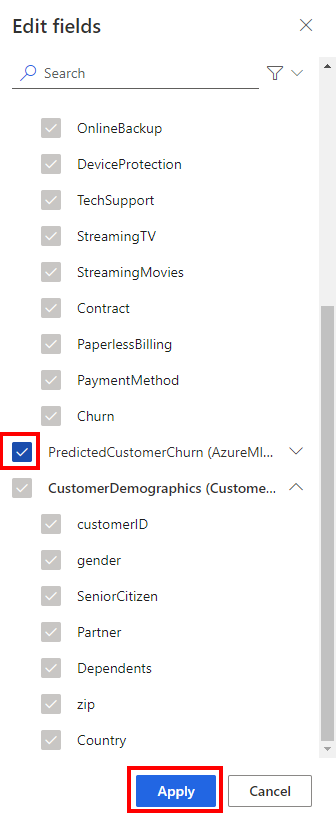 Edit fields
Search
OnlineBackup
DeviceProtection
TechSupport
StreamingTV
StreamingMovies
Contract
PaperlessBilling
PaymentMethod
Churn
PredictedCustomerChurn (AzureMl...
CustomerDemographics (Custome...
customerID
gender
SeniorCitizen
Partner
Dependents
zip
Country
Apply Cancel